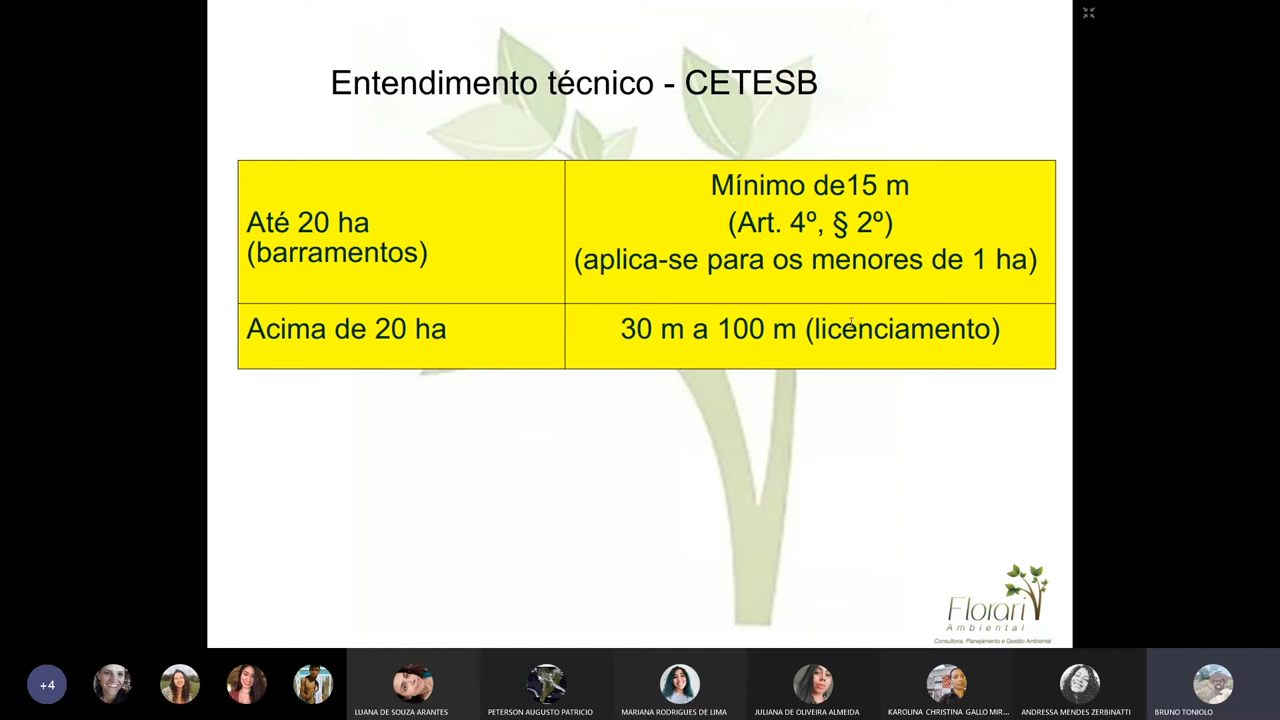 Entendimento técnico - CETESB
Mínimo de15 m
Até 20 ha
(Art. 4º, § 2º)
(barramentos)
(aplica-se para os menores de 1 ha)
Acima de 20 ha
30 m a 100 m (licenciamento)
Florari
Ambiental
Consultoria, Planejamento e Gestão Ambiental
+4
LUANA DE SOUZA ARANTES
PETERSON AUGUSTO PATRICIO
MARIANA RODRIGUES DE LIMA
JULIANA DE OLIVEIRA ALMEIDA
KAROLINA CHRISTINA GALLO MIR...
ANDRESSA MENDES ZERBINATTI
BRUNO TONIOLO